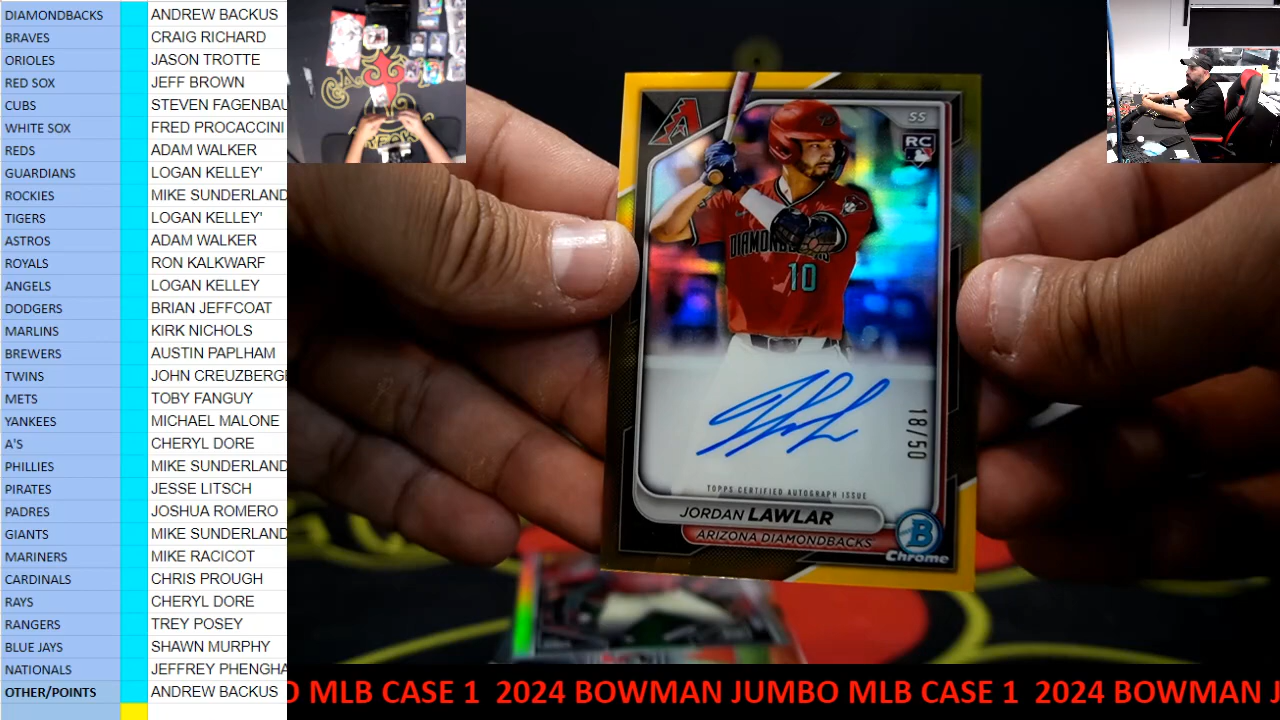 DIAMONDBACKS ANDREW BACKUS
BRAVES CRAIG RICHARD
ORIOLES JASON TROTTE
RED SOX JEFF BROWN
CUBS STEVEN FAGENBAU
WHITE SOX FRED PROCACCINI
REDS ADAM WALKER
GUARDIANS LOGAN KELLEY'
ROCKIES MIKE SUNDERLAND
TIGERS LOGAN KELLEY'
ASTROS ADAM WALKER
ROYALS RON KALKWARF
ANGELS LOGAN KELLEY
DODGERS BRIAN JEFFCOAT
MARLINS KIRK NICHOLS
BREWERS AUSTIN PAPLHAM
TWINS JOHN CREUZBERGE
METS TOBY FANGUY
YANKEES MICHAEL MALONE
A'S CHERYL DORE
PHILLIES MIKE SUNDERLAND
PIRATES JESSE LITSCH
PADRES JOSHUA ROMERO
GIANTS MIKE SUNDERLAND
MARINERS MIKE RACICOT
CARDINALS CHRIS PROUGH
RAYS CHERYL DORE
RANGERS TREY POSEY
BLUE JAYS SHAWN MURPHY
NATIONALS JEFFREY PHENGHA
OTHER/POINTS ANDREW BACKUS
SS
RC
10
18/50
TOPPS CERTIFIED AUTOGRAPH ISSUE
JORDAN LAWLAR
ARIZONA DIAMONDBACKS
B
Chrome
O MLB CASE 1 2024 BOWMAN JUMBO MLB CASE 1 2024 BOWMAN J